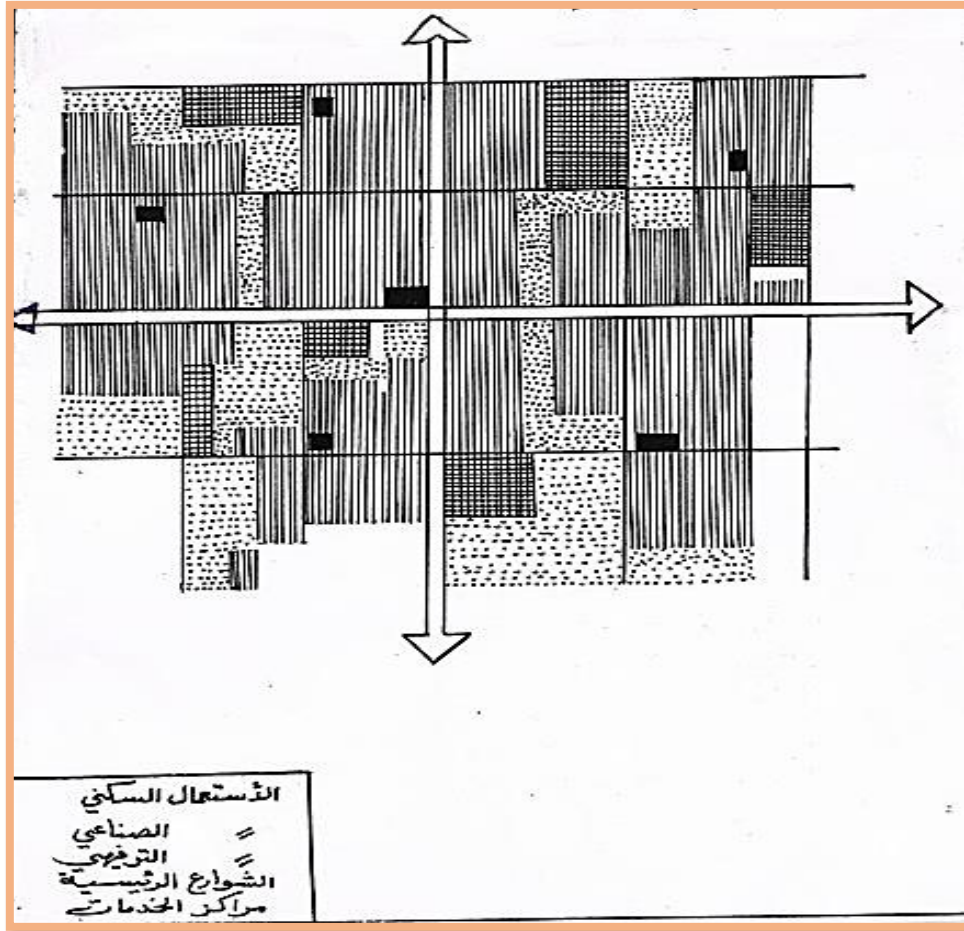 الأستعمال السكني
〃 الصناعي
〃 الترفيهي
الشوارع الرئيسية
مراكز الخدمات